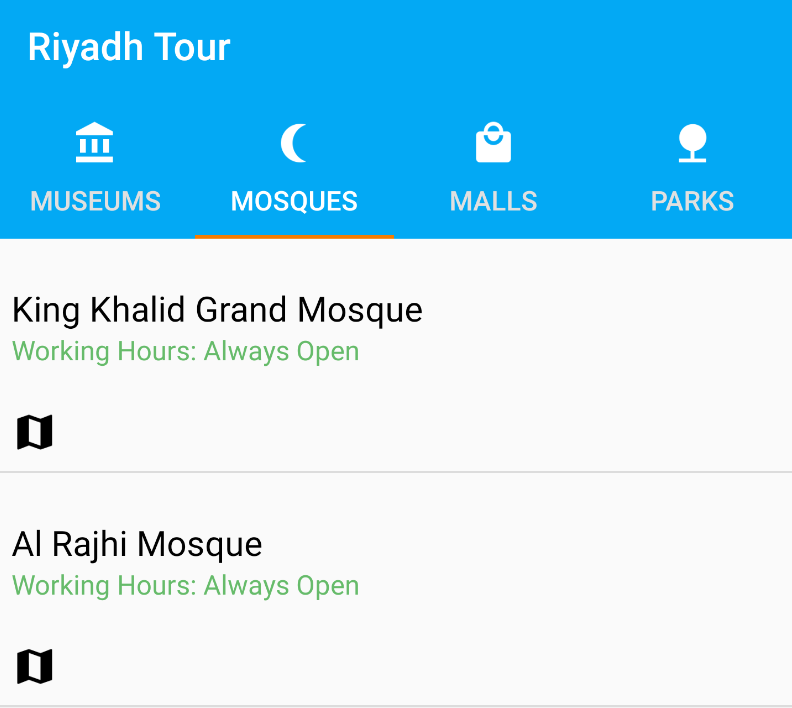 Riyadh Tour
MUSEUMS MOSQUES MALLS PARKS
King Khalid Grand Mosque
Working Hours: Always Open
Al Rajhi Mosque
Working Hours: Always Open